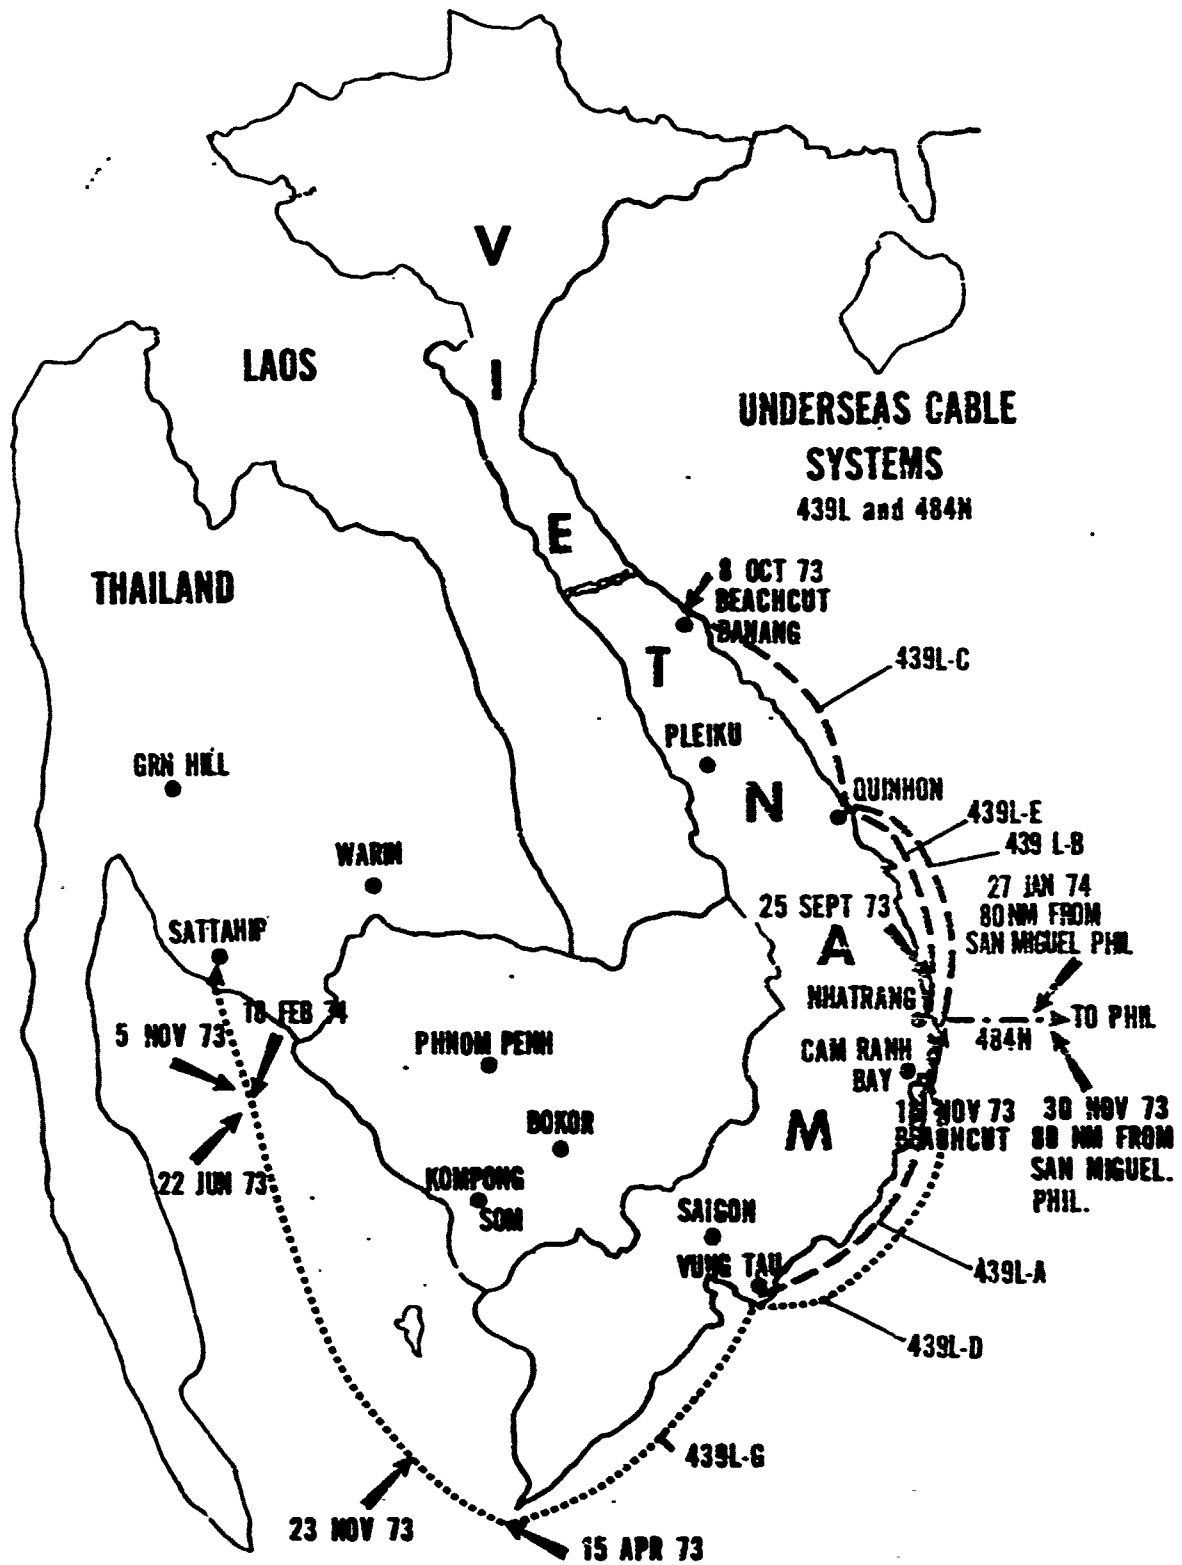 V
I
E
T
N
A
M
LAOS
UNDERSEAS CABLE
SYSTEMS
439L and 484N
THAILAND
8 OCT 73
BEACHCUT
DANANG
439L-C
PLEIKU
GRN HILL
QUINHON
439L-E
439 L-B
WARIN
27 JAN 74
80 NM FROM
SAN MIGUEL PHIL
25 SEPT 73
SATTAHIP
NHATRANG
TO PHIL
484N
18 FEB 74
5 NOV 73
PHNOM PENH
CAM RANH
BAY
NOV 73
BEACHCUT
30 NOV 73
80 NM FROM
SAN MIGUEL.
PHIL.
BOKOR
22 JUN 73
KOMPONG
SOM
SAIGON
VUNG TAU
439L-A
439L-D
439L-G
23 NOV 73
15 APR 73